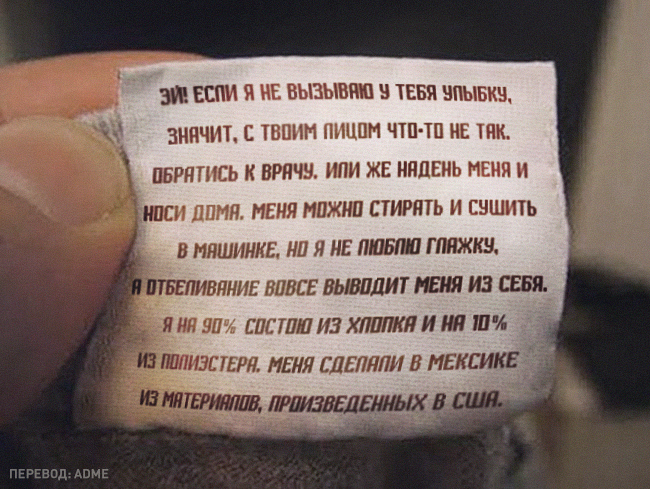 ЭЙ! ЕСЛИ Я НЕ ВЫЗЫВАЮ У ТЕБЯ УЛЫБКУ,
ЗНАЧИТ, С ТВОИМ ЛИЦОМ ЧТО-ТО НЕ ТАК.
ОБРАТИСЬ К ВРАЧУ. ИЛИ ЖЕ НАДЕНЬ МЕНЯ И
НОСИ ДОМА. МЕНЯ МОЖНО СТИРАТЬ И СУШИТЬ
В МАШИНКЕ, НО Я НЕ ЛЮБЛЮ ГЛАЖКУ,
А ОТБЕЛИВАНИЕ ВОВСЕ ВЫВОДИТ МЕНЯ ИЗ СЕБЯ.
Я НА 90% СОСТОЮ ИЗ ХЛОПКА И НА 10%
ИЗ ПОЛИЭСТЕРА. МЕНЯ СДЕЛАЛИ В МЕКСИКЕ
ИЗ МАТЕРИАЛОВ, ПРОИЗВЕДЕННЫХ В США.
ПЕРЕВОД: ADME